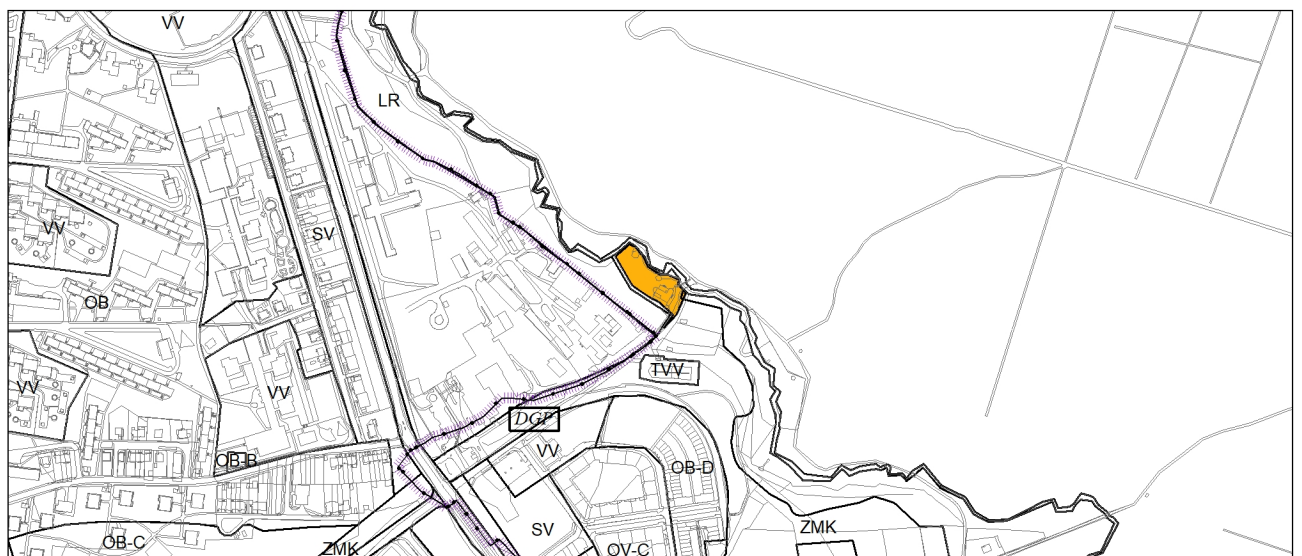 VV
LR
SV
VV
OB
TVV
VV
VV
DGP
VV
OB-B
OB-D
SV
ZMK
OB-C
ZMK
OV-C